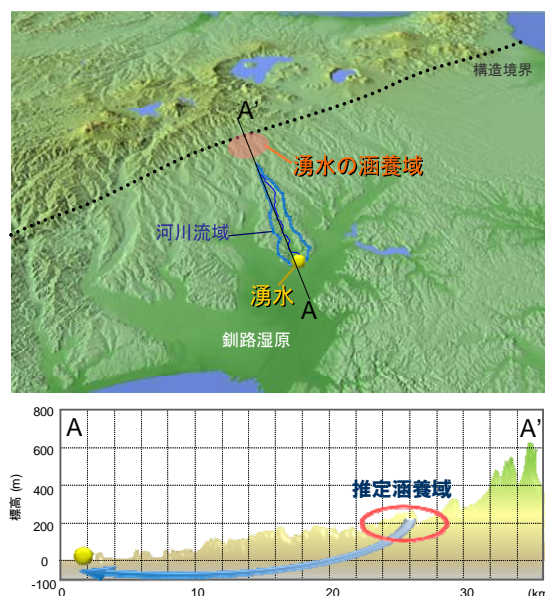 構造境界
A'
湧水の涵養域
河川流域
湧水
A
釧路湿原
800
A
A'
600
推定涵養域
標高 (m)
400
200
0
-100
0
10
20
30
(km